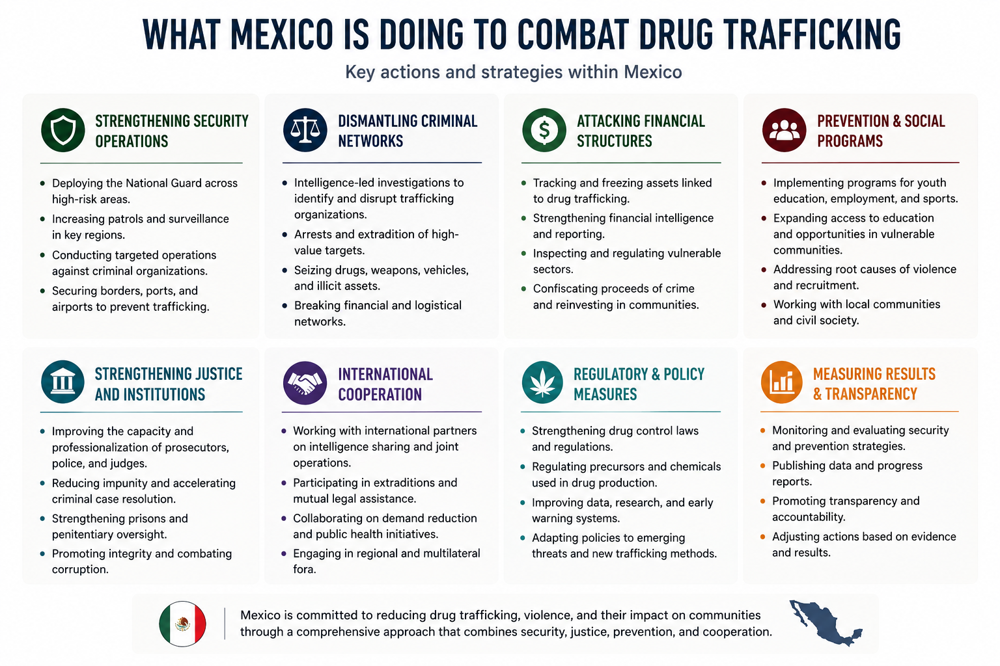 WHAT MEXICO IS DOING TO COMBAT DRUG TRAFFICKING
Key actions and strategies within Mexico
STRENGTHENING SECURITY
OPERATIONS
• Deploying the National Guard across
high-risk areas.
• Increasing patrols and surveillance
in key regions.
• Conducting targeted operations
against criminal organizations.
• Securing borders, ports, and
airports to prevent trafficking.
DISMANTLING CRIMINAL
NETWORKS
• Intelligence-led investigations to
identify and disrupt trafficking
organizations.
• Arrests and extradition of high-
value targets.
• Seizing drugs, weapons, vehicles,
and illicit assets.
• Breaking financial and logistical
networks.
$
ATTACKING FINANCIAL
STRUCTURES
• Tracking and freezing assets linked
to drug trafficking.
• Strengthening financial intelligence
and reporting.
• Inspecting and regulating vulnerable
sectors.
• Confiscating proceeds of crime
and reinvesting in communities.
PREVENTION & SOCIAL
PROGRAMS
• Implementing programs for youth
education, employment, and sports.
• Expanding access to education
and opportunities in vulnerable
communities.
• Addressing root causes of violence
and recruitment.
• Working with local communities
and civil society.
STRENGTHENING JUSTICE
AND INSTITUTIONS
• Improving the capacity and
professionalization of prosecutors,
police, and judges.
• Reducing impunity and accelerating
criminal case resolution.
• Strengthening prisons and
penitentiary oversight.
• Promoting integrity and combating
corruption.
INTERNATIONAL
COOPERATION
• Working with international partners
on intelligence sharing and joint
operations.
• Participating in extraditions and
mutual legal assistance.
• Collaborating on demand reduction
and public health initiatives.
• Engaging in regional and multilateral
fora.
REGULATORY & POLICY
MEASURES
• Strengthening drug control laws
and regulations.
• Regulating precursors and chemicals
used in drug production.
• Improving data, research, and early
warning systems.
• Adapting policies to emerging
threats and new trafficking methods.
MEASURING RESULTS
& TRANSPARENCY
• Monitoring and evaluating security
and prevention strategies.
• Publishing data and progress
reports.
• Promoting transparency and
accountability.
• Adjusting actions based on evidence
and results.
Mexico is committed to reducing drug trafficking, violence, and their impact on communities
through a comprehensive approach that combines security, justice, prevention, and cooperation.